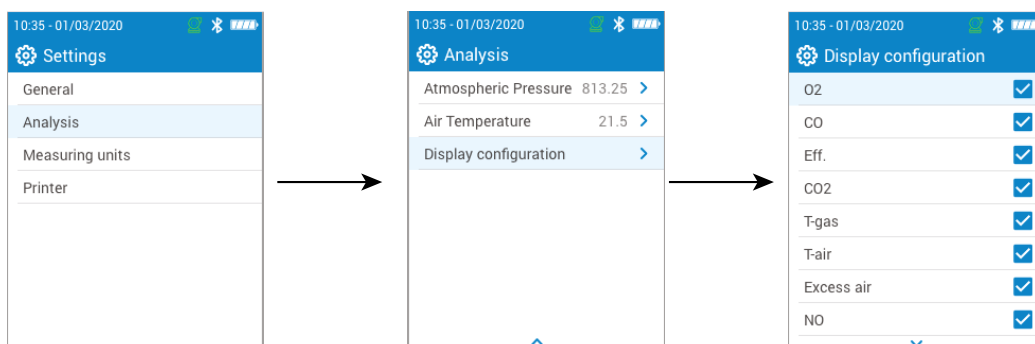 10:35 - 01/03/2020
Settings
General
Analysis
Measuring units
Printer
10:35 - 01/03/2020
Analysis
Atmospheric Pressure 813.25
Air Temperature 21.5
Display configuration
10:35 - 01/03/2020
Display configuration
O2
CO
Eff.
CO2
T-gas
T-air
Excess air
NO